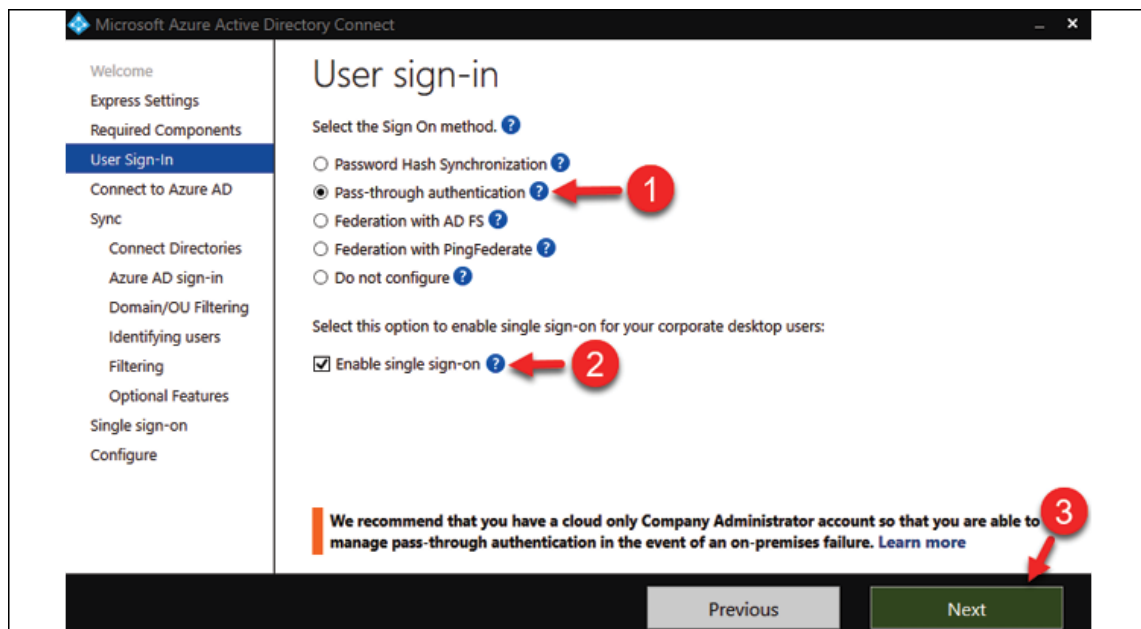 Microsoft Azure Active Directory Connect
Welcome
Express Settings
Required Components
User Sign-In
Connect to Azure AD
Sync
Connect Directories
Azure AD sign-in
Domain/OU Filtering
Identifying users
Filtering
Optional Features
Single sign-on
Configure
User sign-in
Select the Sign On method. ?
Password Hash Synchronization ?
Pass-through authentication ? 1
Federation with AD FS ?
Federation with PingFederate ?
Do not configure ?
Select this option to enable single sign-on for your corporate desktop users:
Enable single sign-on ? 2
We recommend that you have a cloud only Company Administrator account so that you are able to
manage pass-through authentication in the event of an on-premises failure. Learn more
3
Previous
Next